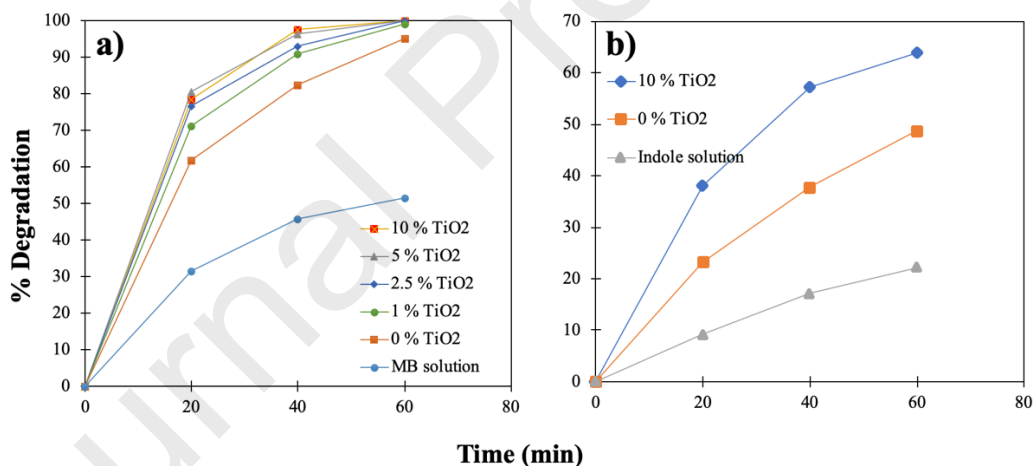 a)
% Degradation
100
90
80
70
60
50
40
30
20
10
0
0 20 40 60 80
10 % TiO2
5 % TiO2
2.5 % TiO2
1 % TiO2
0 % TiO2
MB solution
b)
70
60
50
40
30
20
10
0
0 20 40 60 80
10 % TiO2
0 % TiO2
Indole solution
Time (min)